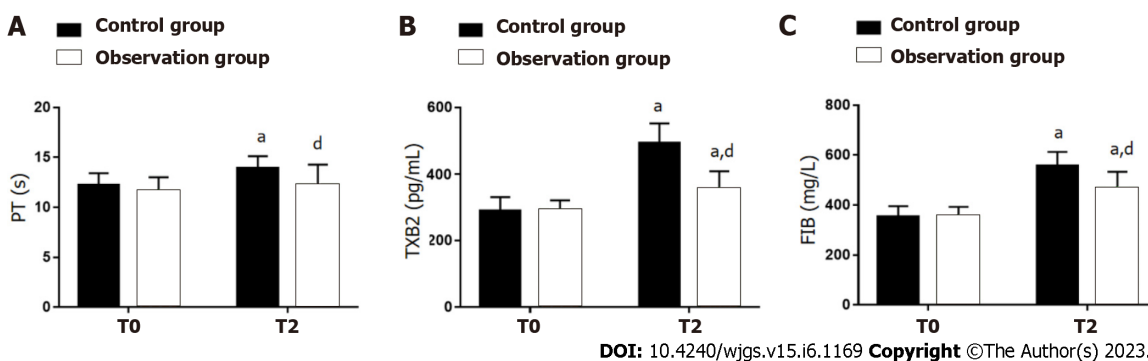 A
Control group
Observation group
PT (s)
20
15
10
5
0
a
d
T0
T2
B
Control group
Observation group
TXB2 (pg/mL)
600
400
200
0
a
a,d
T0
T2
C
Control group
Observation group
FIB (mg/L)
800
600
400
200
0
a
a,d
T0
T2
DOI: 10.4240/wjgs.v15.i6.1169 Copyright ©The Author(s) 2023.